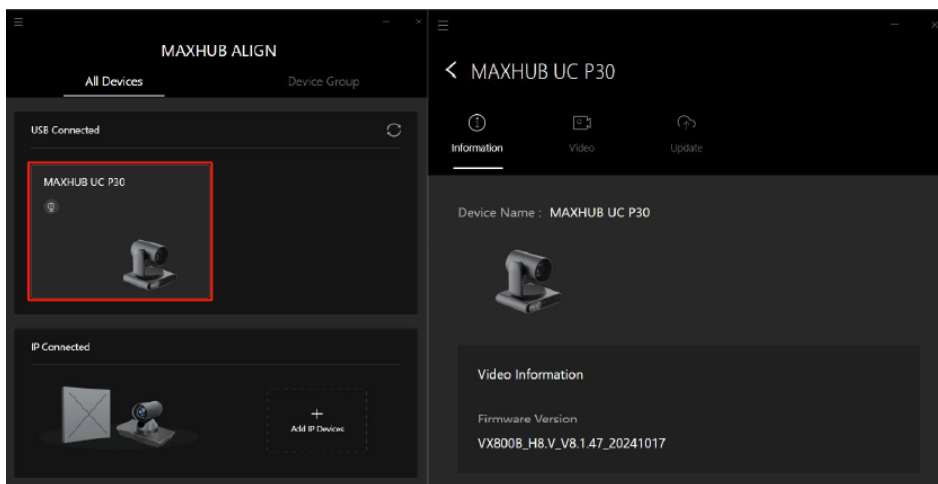 MAXHUB ALIGN
All Devices
Device Group
USB Connected
MAXHUB UC P30
IP Connected
Add IP Devices
MAXHUB UC P30
Information
Video
Update
Device Name : MAXHUB UC P30
Video Information
Firmware Version
VX800B_H8.V_V8.1.47_20241017